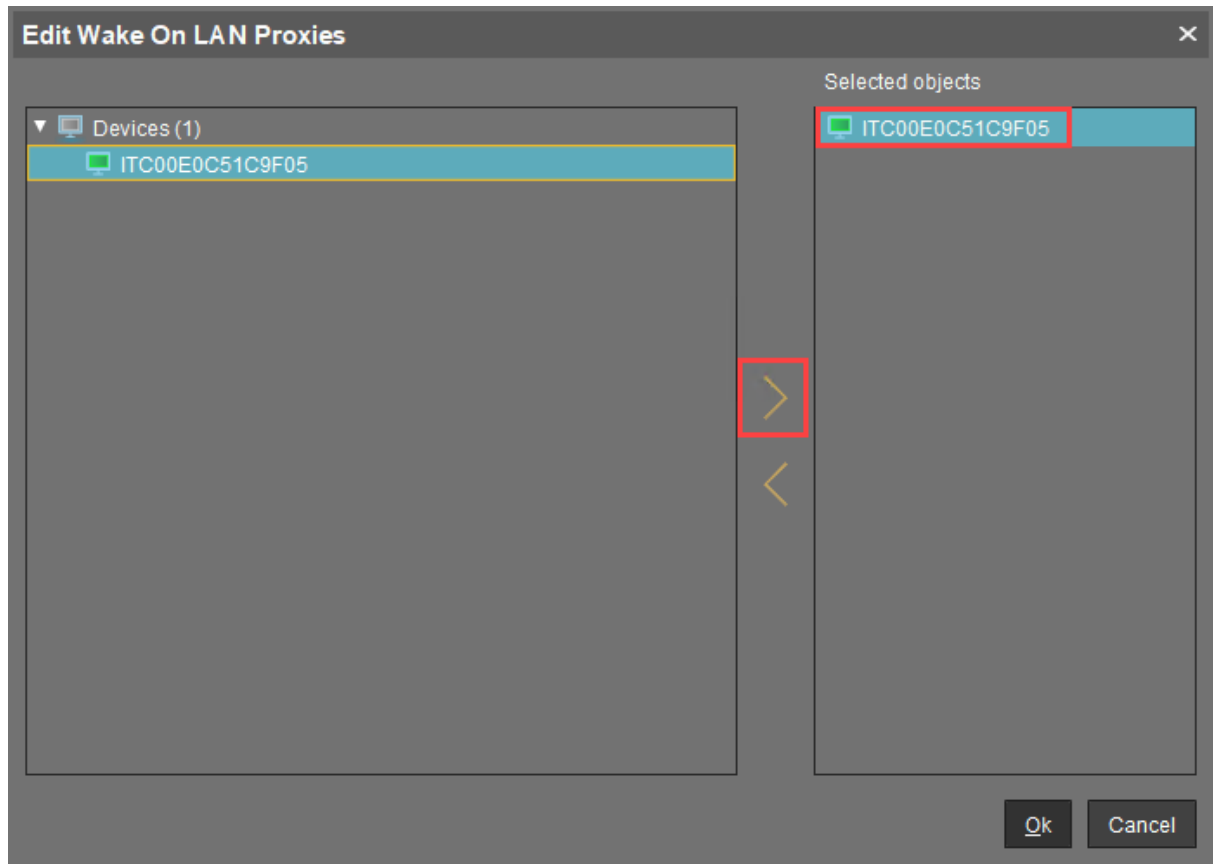 Edit Wake On LAN Proxies
Selected objects
Devices (1)
ITC00E0C51C9F05
ITC00E0C51C9F05
Ok
Cancel